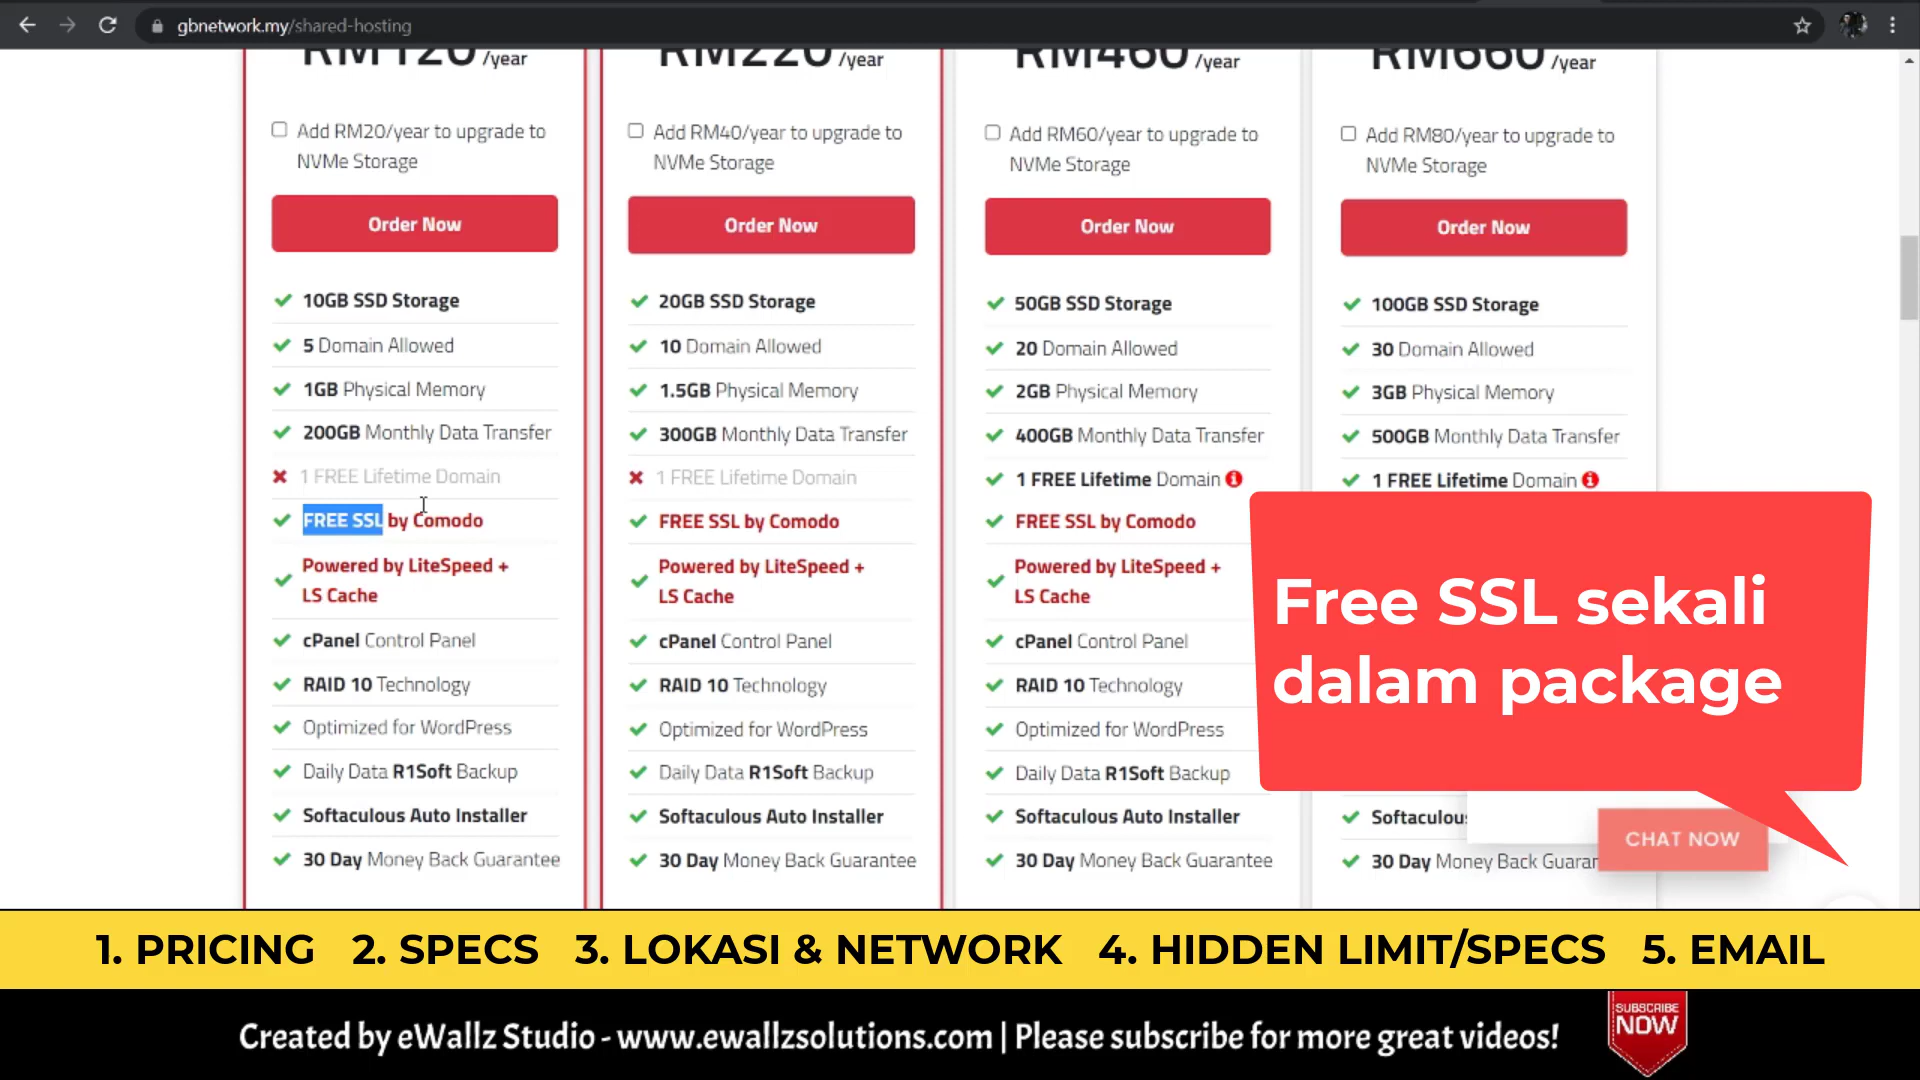 gbnetwork.my/shared-hosting
RM120 /year
Add RM20/year to upgrade to
NVMe Storage
Order Now
10GB SSD Storage
5 Domain Allowed
1GB Physical Memory
200GB Monthly Data Transfer
1 FREE Lifetime Domain
FREE SSL by Comodo
Powered by LiteSpeed +
LS Cache
cPanel Control Panel
RAID 10 Technology
Optimized for WordPress
Daily Data R1Soft Backup
Softaculous Auto Installer
30 Day Money Back Guarantee
RM220 /year
Add RM40/year to upgrade to
NVMe Storage
Order Now
20GB SSD Storage
10 Domain Allowed
1.5GB Physical Memory
300GB Monthly Data Transfer
1 FREE Lifetime Domain
FREE SSL by Comodo
Powered by LiteSpeed +
LS Cache
cPanel Control Panel
RAID 10 Technology
Optimized for WordPress
Daily Data R1Soft Backup
Softaculous Auto Installer
30 Day Money Back Guarantee
RM460 /year
Add RM60/year to upgrade to
NVMe Storage
Order Now
50GB SSD Storage
20 Domain Allowed
2GB Physical Memory
400GB Monthly Data Transfer
1 FREE Lifetime Domain
FREE SSL by Comodo
Powered by LiteSpeed +
LS Cache
cPanel Control Panel
RAID 10 Technology
Optimized for WordPress
Daily Data R1Soft Backup
Softaculous Auto Installer
30 Day Money Back Guarantee
RM660 /year
Add RM80/year to upgrade to
NVMe Storage
Order Now
100GB SSD Storage
30 Domain Allowed
3GB Physical Memory
500GB Monthly Data Transfer
1 FREE Lifetime Domain
Softaculous
30 Day Money Back Guarar
Free SSL sekali
dalam package
CHAT NOW
1. PRICING 2. SPECS 3. LOKASI & NETWORK 4. HIDDEN LIMIT/SPECS 5. EMAIL
Created by eWallz Studio - www.ewallzsolutions.com | Please subscribe for more great videos!
SUBSCRIBE
NOW